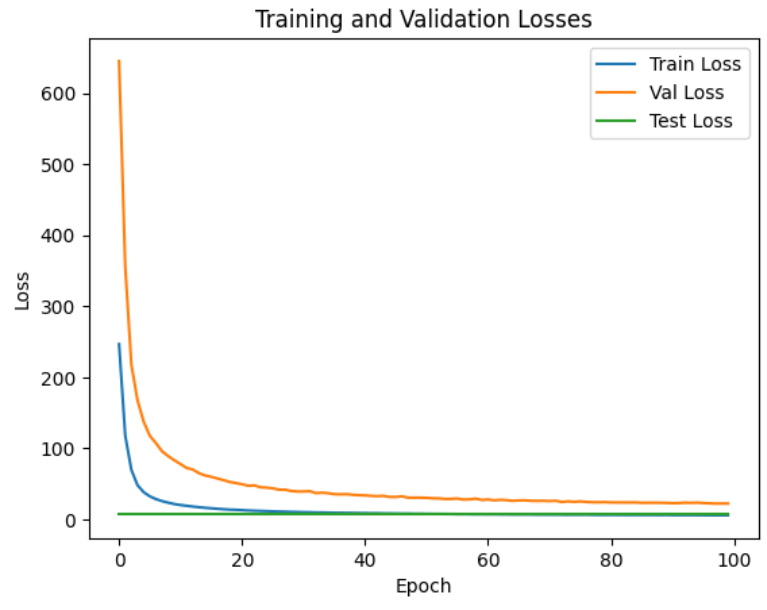 Training and Validation Losses
Train Loss
Val Loss
Test Loss
600
500
400
300
200
100
0
Loss
0 20 40 60 80 100
Epoch